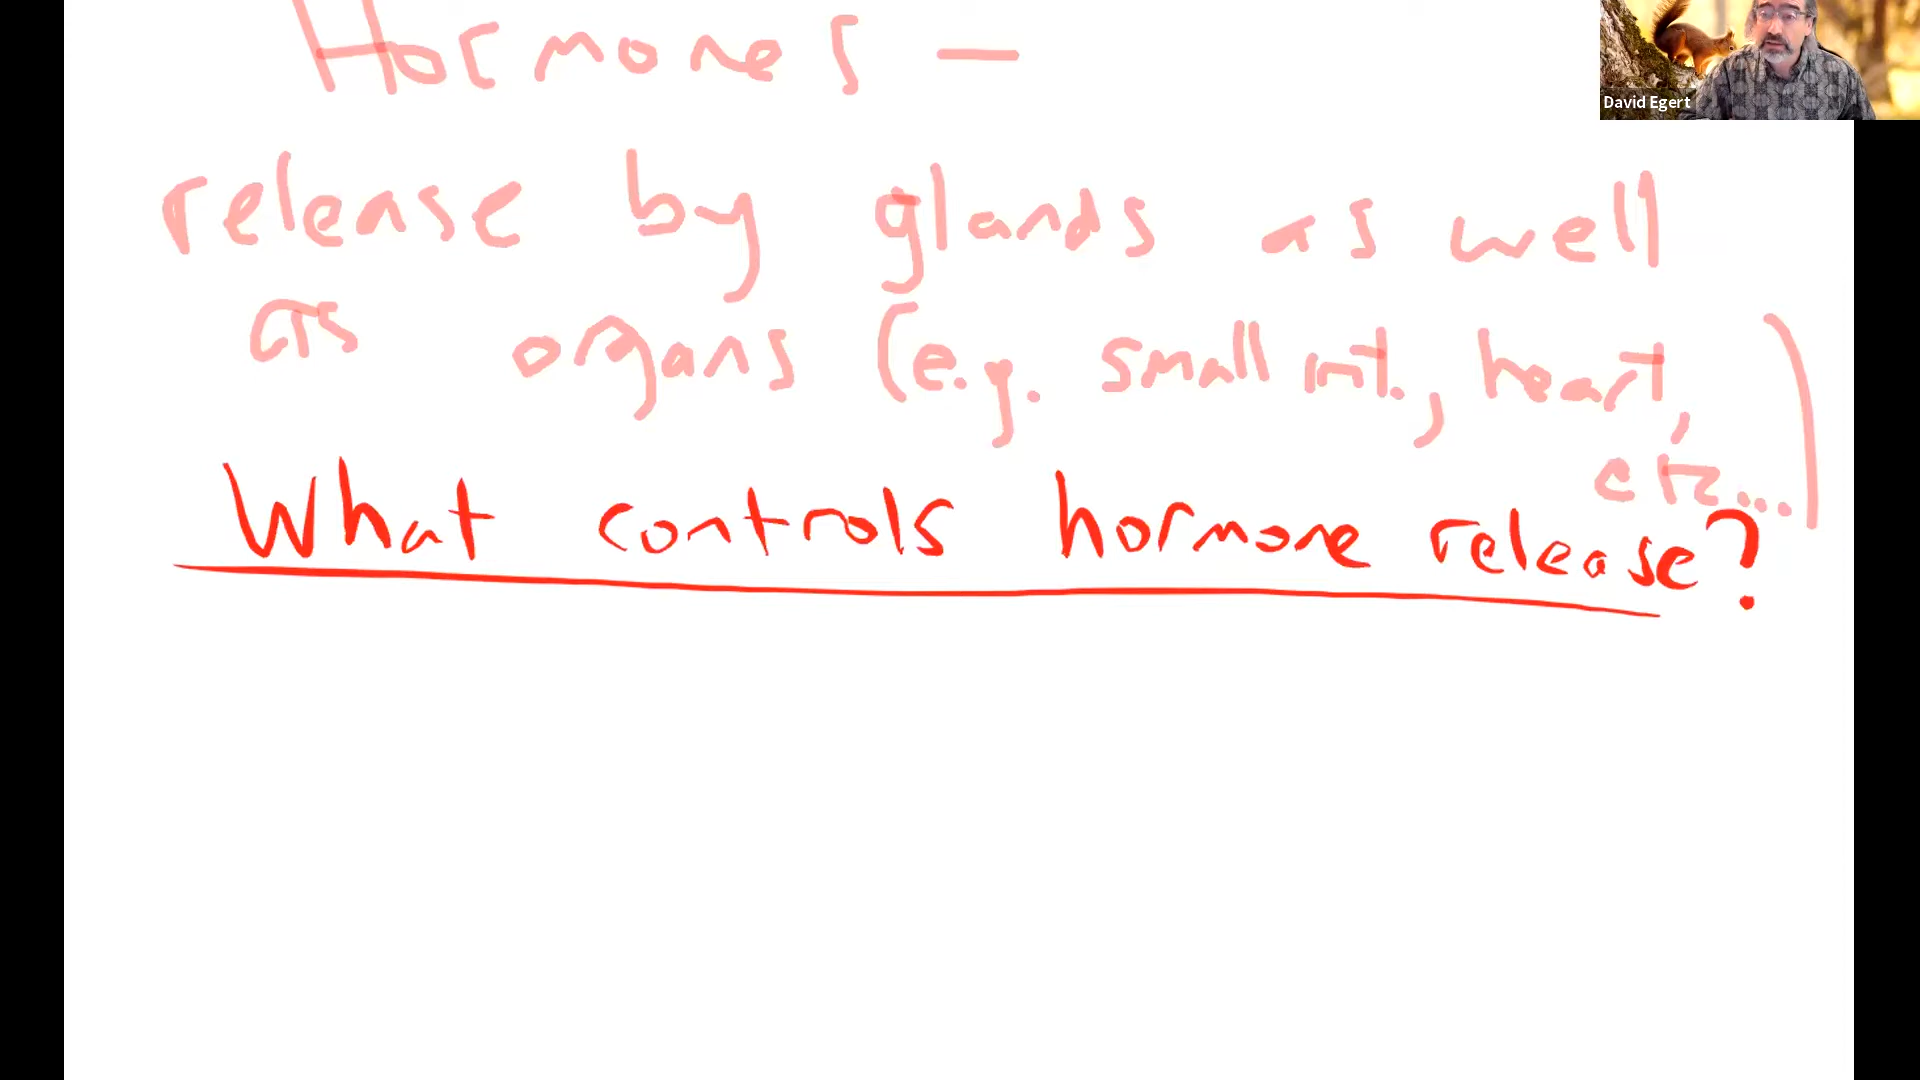 Hormones —
David Egert
release by glands as well
as organs (e.g. small int., heart,
etc...)
What controls hormone release?